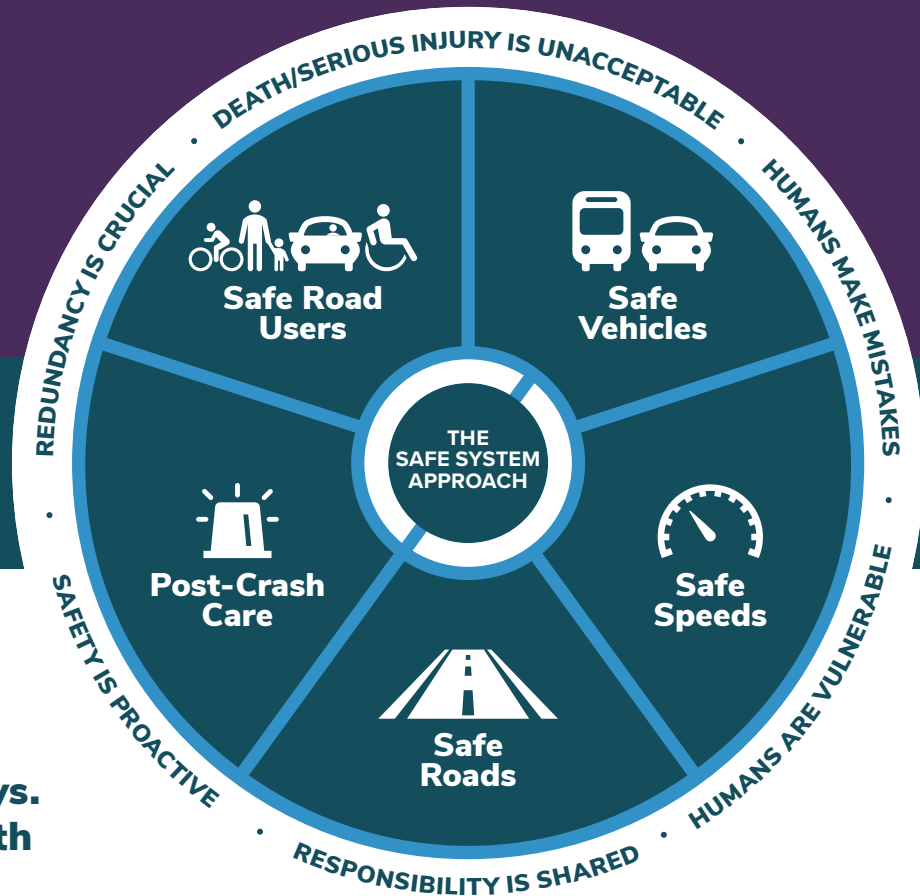 DEATH/SERIOUS INJURY IS UNACCEPTABLE
HUMANS MAKE MISTAKES
HUMANS ARE VULNERABLE
RESPONSIBILITY IS SHARED
SAFETY IS PROACTIVE
REDUNDANCY IS CRUCIAL
Safe Road
Users
Safe
Vehicles
THE
SAFE SYSTEM
APPROACH
Post-Crash
Care
Safe
Speeds
Safe
Roads